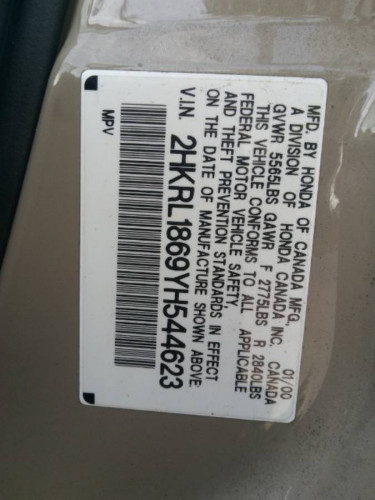 MFD. BY HONDA OF CANADA MFG.,
A DIVISION OF HONDA CANADA INC. CANADA 01/00
GVWR 5565LBS GAWR F 2775LBS R 2840LBS
THIS VEHICLE CONFORMS TO ALL APPLICABLE
FEDERAL MOTOR VEHICLE SAFETY,
AND THEFT PREVENTION STANDARDS IN EFFECT
ON THE DATE OF MANUFACTURE SHOWN ABOVE.
V.I.N. 2HKRL1869YH544623
MPV